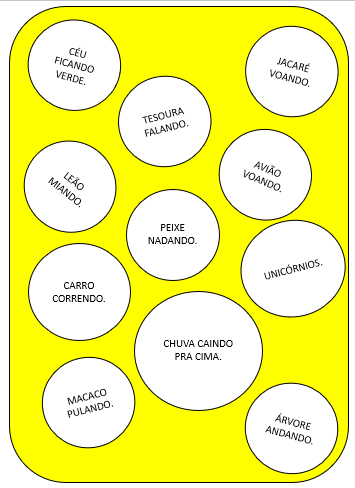 CÉU
FICANDO
VERDE.
JACARÉ
VOANDO.
TESOURA
FALANDO.
AVIÃO
VOANDO.
LEÃO
MIANDO.
PEIXE
NADANDO.
UNICÓRNIOS.
CARRO
CORRENDO.
CHUVA CAINDO
PRA CIMA.
MACACO
PULANDO.
ÁRVORE
ANDANDO.